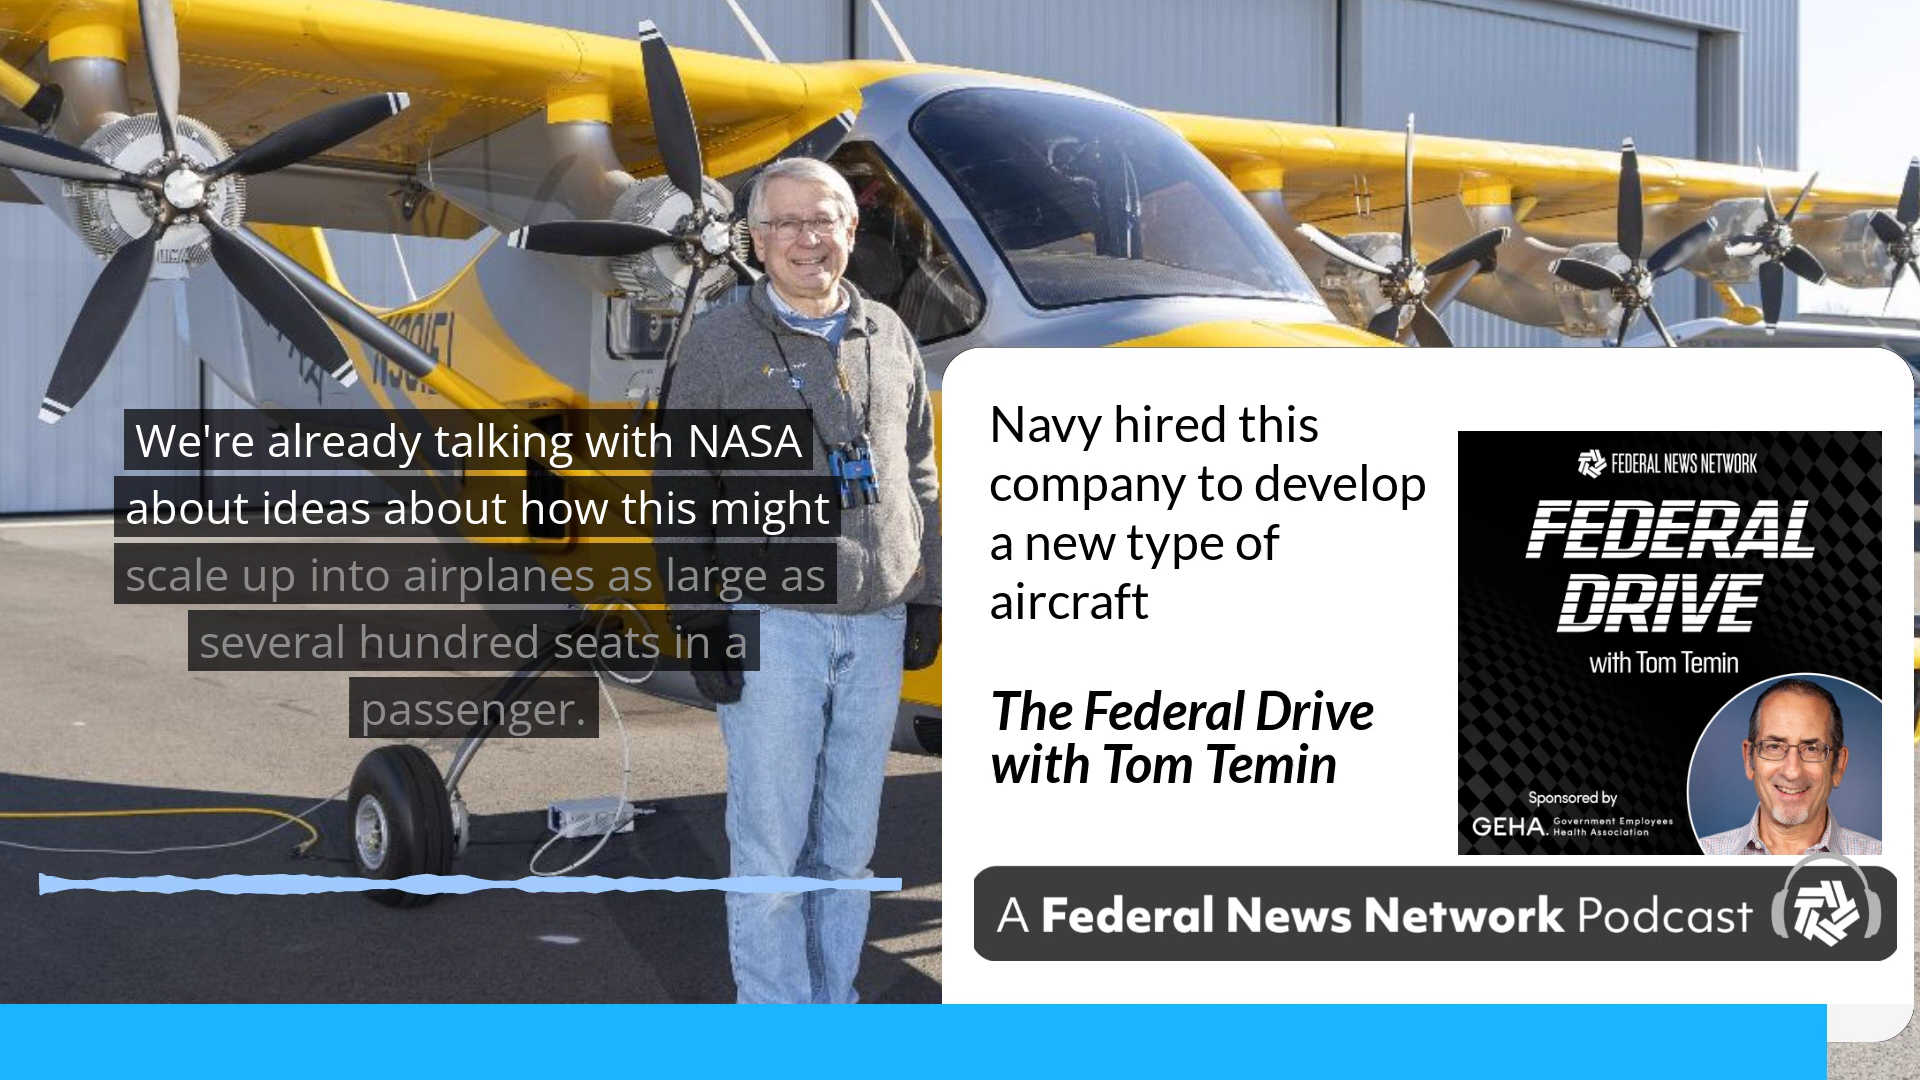 We're already talking with NASA
about ideas about how this might
scale up into airplanes as large as
several hundred seats in a
passenger.
Navy hired this
company to develop
a new type of
aircraft
The Federal Drive
with Tom Temin
FEDERAL NEWS NETWORK
FEDERAL
DRIVE
with Tom Temin
Sponsored by
GEHA. Government Employees
Health Association
A Federal News Network Podcast